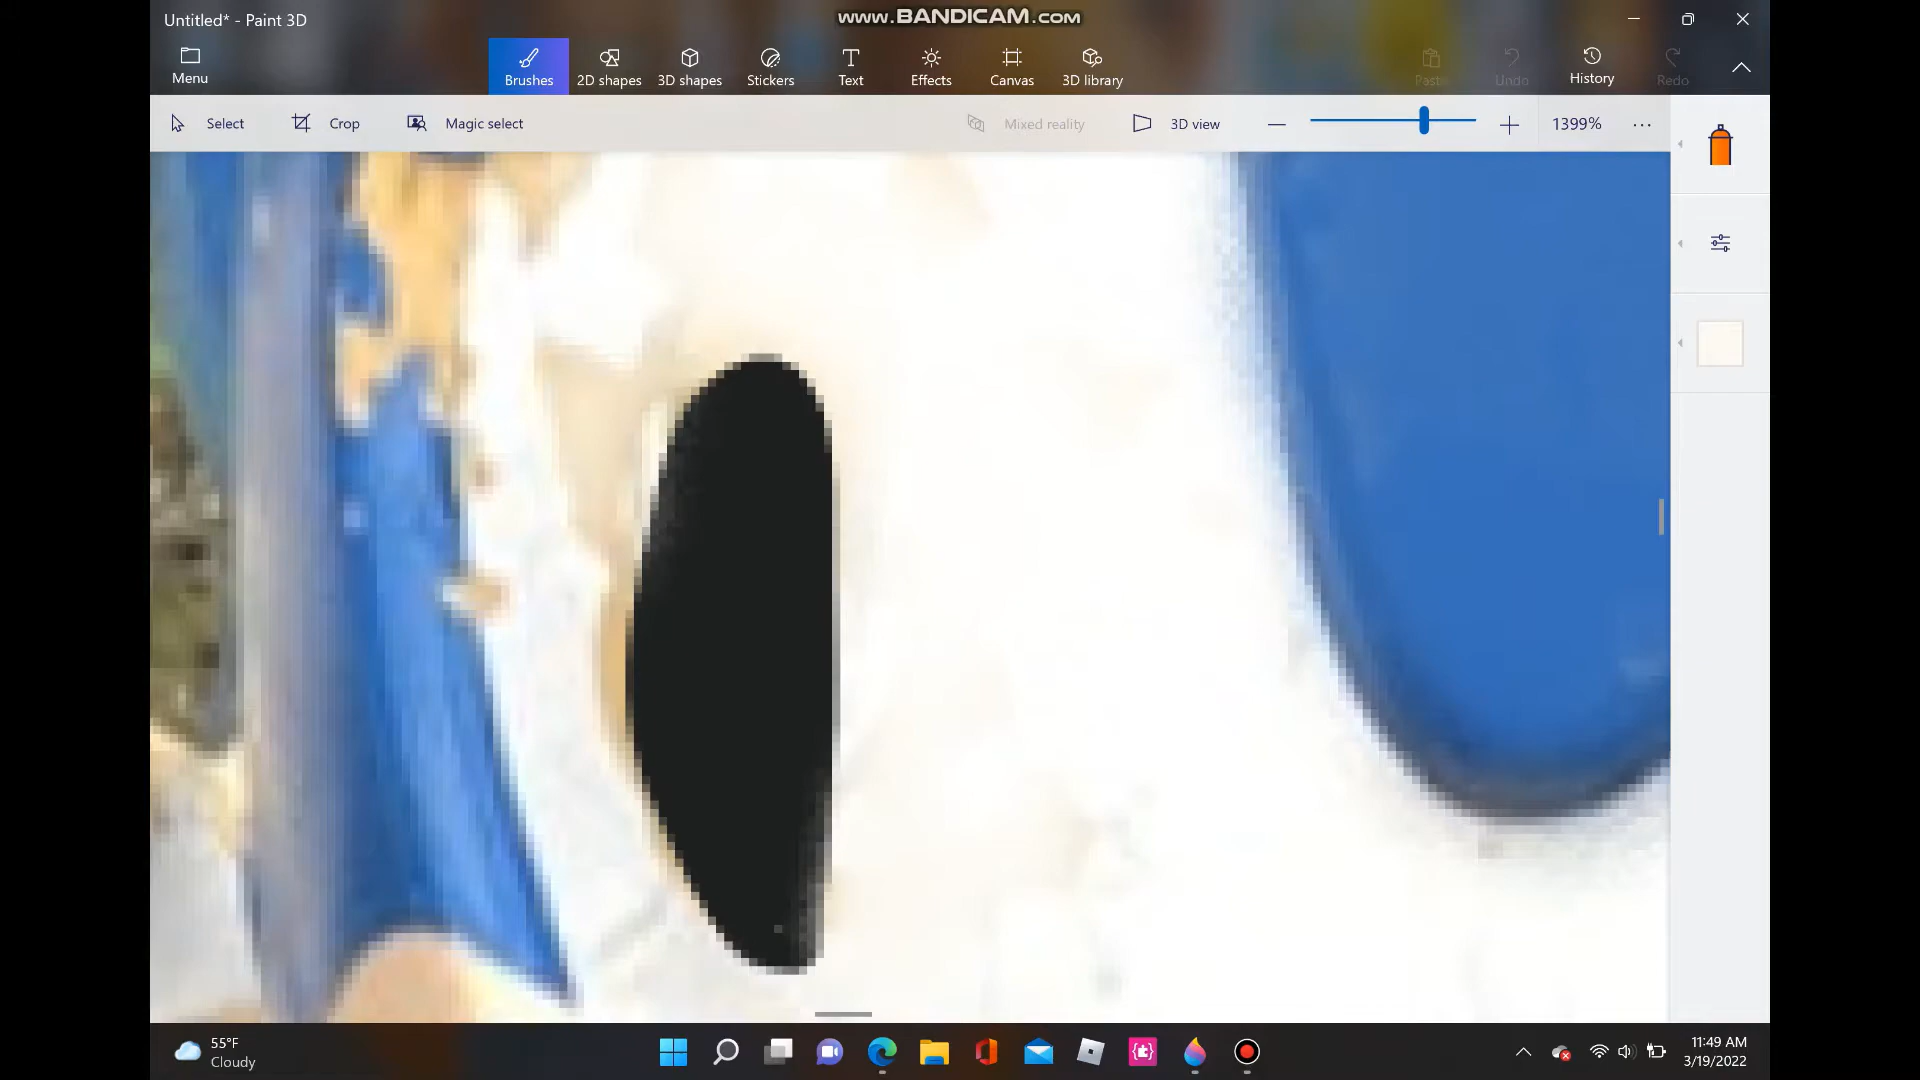 Untitled* - Paint 3D
www.BANDICAM.com
Menu
Brushes
2D shapes
3D shapes
Stickers
Text
Effects
Canvas
3D library
Paste
Undo
History
Redo
Select
Crop
Magic select
Mixed reality
3D view
1399%
55°F
Cloudy
11:49 AM
3/19/2022